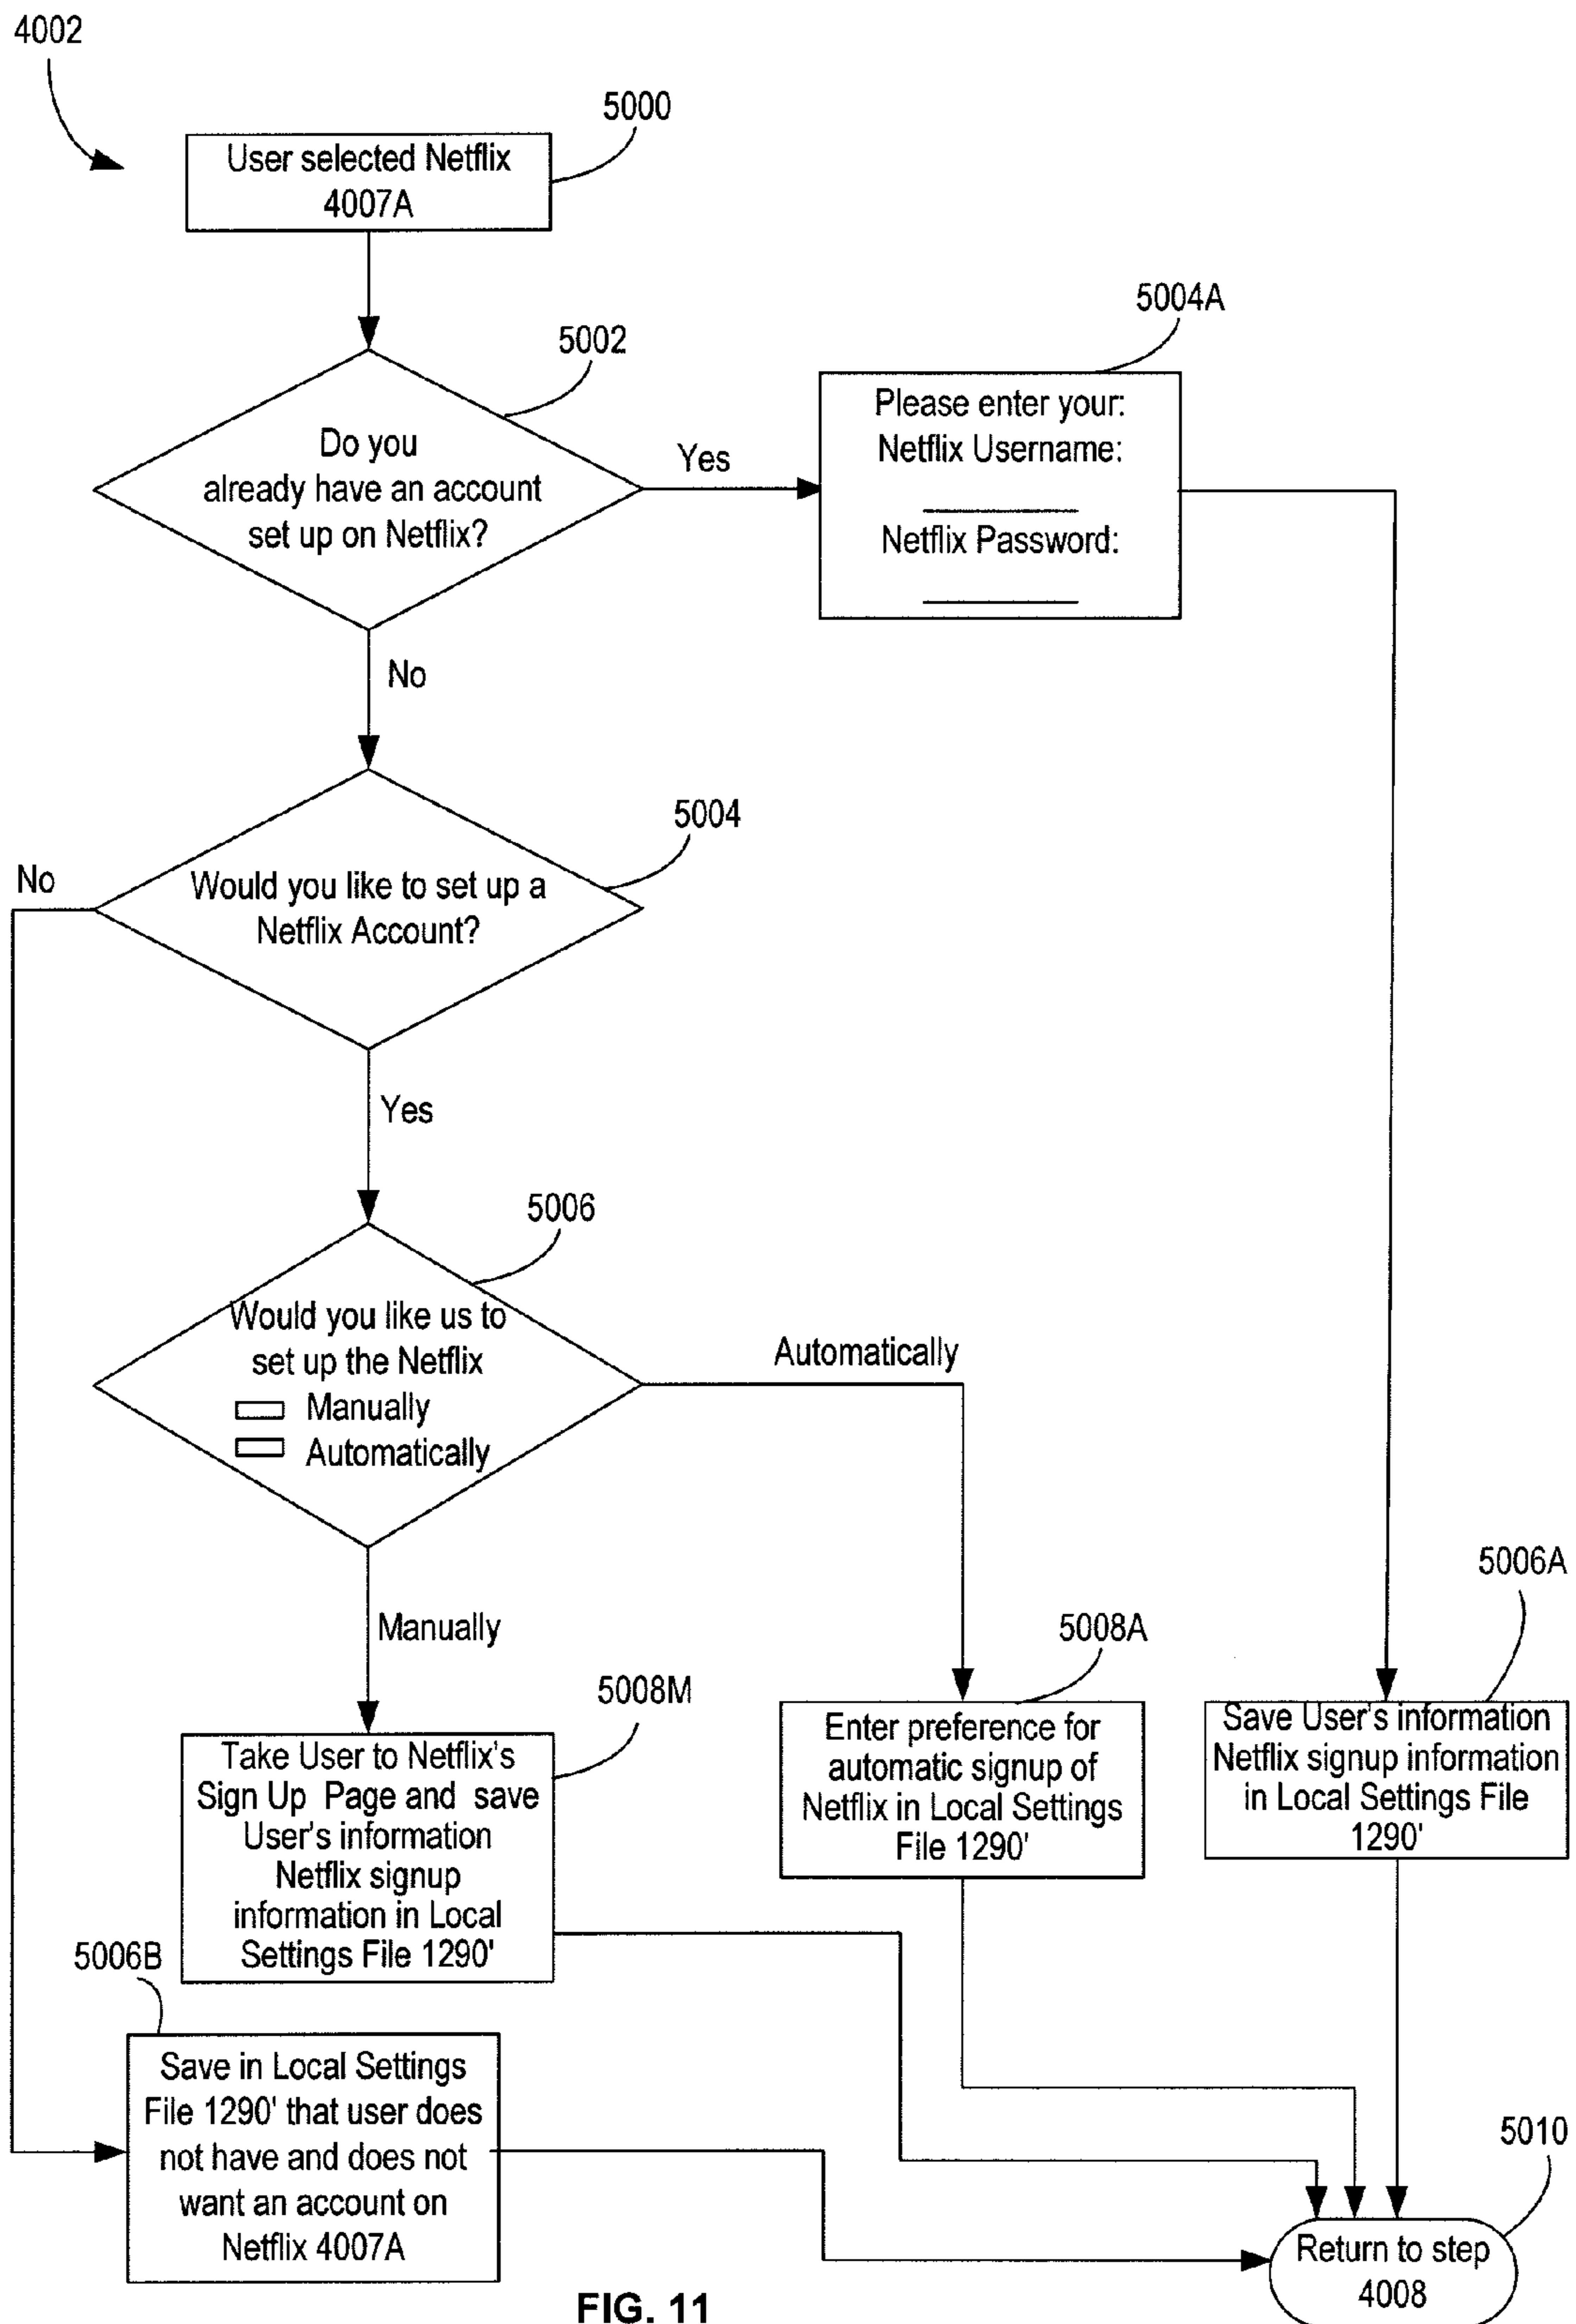 4002
5000
User selected Netflix
4007A
5002
Do you
already have an account
set up on Netflix?
Yes
5004A
Please enter your:
Netflix Username:
Netflix Password:
No
5004
Would you like to set up a
Netflix Account?
No
Yes
5006
Would you like us to
set up the Netflix
Manually
Automatically
Automatically
Manually
5008M
Take User to Netflix's
Sign Up Page and save
User's information
Netflix signup
information in Local
Settings File 1290'
5008A
Enter preference for
automatic signup of
Netflix in Local Settings
File 1290'
5006A
Save User's information
Netflix signup information
in Local Settings File
1290'
5006B
Save in Local Settings
File 1290' that user does
not have and does not
want an account on
Netflix 4007A
5010
Return to step
4008
FIG. 11